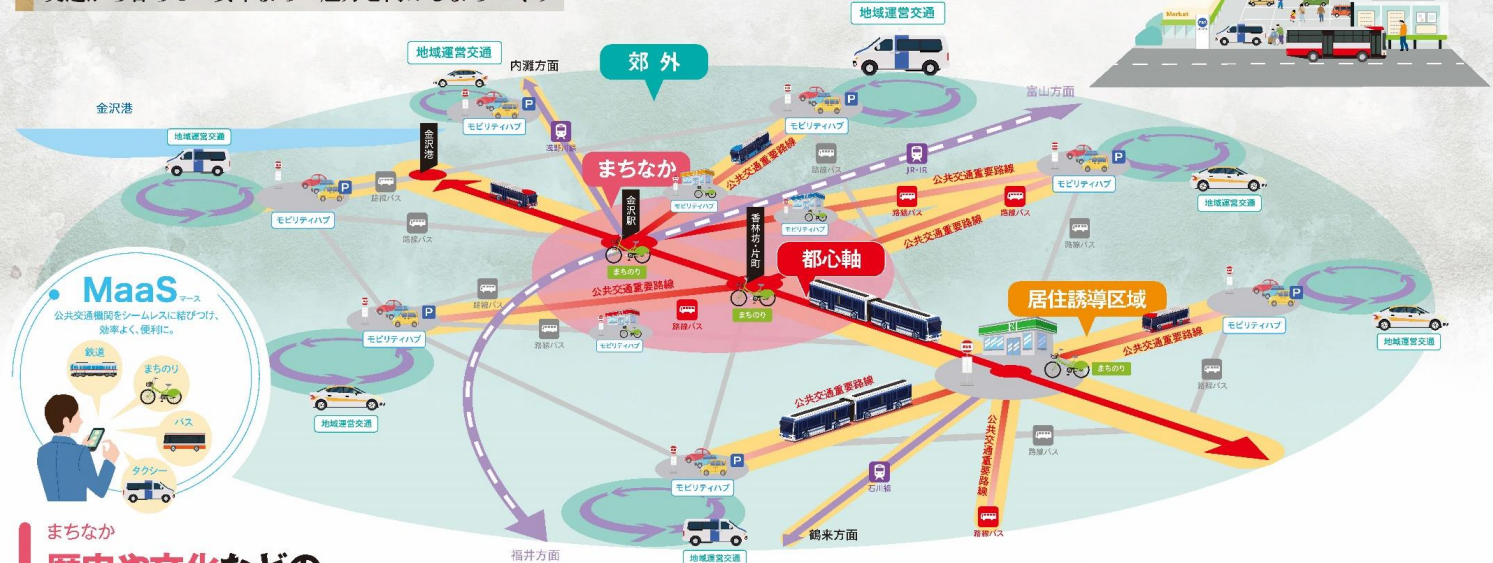 地域運営交通
Market
地域運営交通
内灘方面
郊外
富山方面
金沢港
P
モビリティハブ
P
モビリティハブ
地域運営交通
金沢港
浅野川線
まちなか
公共交通重要路線
路線バス
JR・IR
公共交通重要路線
P
モビリティハブ
地域運営交通
P
モビリティハブ
路線バス
路線バス
金沢駅
モビリティハブ
モビリティハブ
香林坊・片町
路線バス
路線バス
公共交通重要路線
路線バス
まちのり
都心軸
MaaS マース
公共交通機関をシームレスに結びつけ、
効率よく、便利に。
鉄道
まちのり
バス
タクシー
路線バス
公共交通重要路線
路線バス
まちのり
居住誘導区域
P
モビリティハブ
P
モビリティハブ
路線バス
モビリティハブ
まちのり
公共交通重要路線
地域運営交通
路線バス
地域運営交通
公共交通重要路線
公共交通重要路線
路線バス
P
モビリティハブ
石川線
路線バス
鶴来方面
福井方面
地域運営交通
まちなか
歴史や文化などの